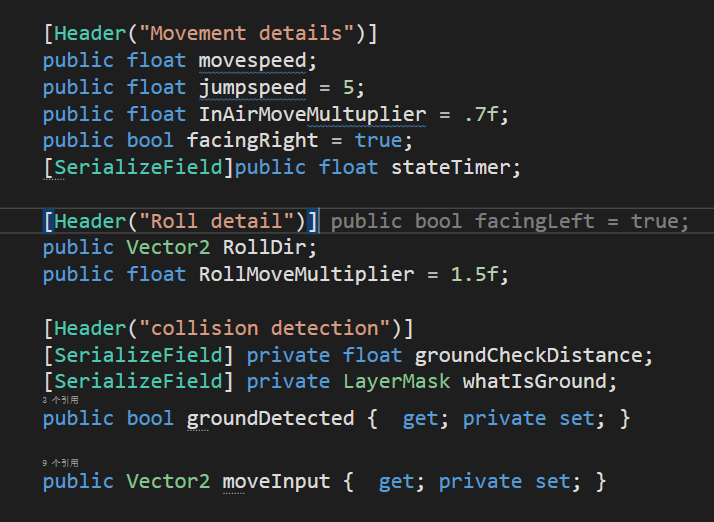 [Header("Movement details")]
public float movespeed;
public float jumpspeed = 5;
public float InAirMoveMultuplier = .7f;
public bool facingRight = true;
[SerializeField]public float stateTimer;
[Header("Roll detail")] public bool facingLeft = true;
public Vector2 RollDir;
public float RollMoveMultiplier = 1.5f;
[Header("collision detection")]
[SerializeField] private float groundCheckDistance;
[SerializeField] private LayerMask whatIsGround;
3 个引用
public bool groundDetected {  get; private set; }
9 个引用
public Vector2 moveInput {  get; private set; }